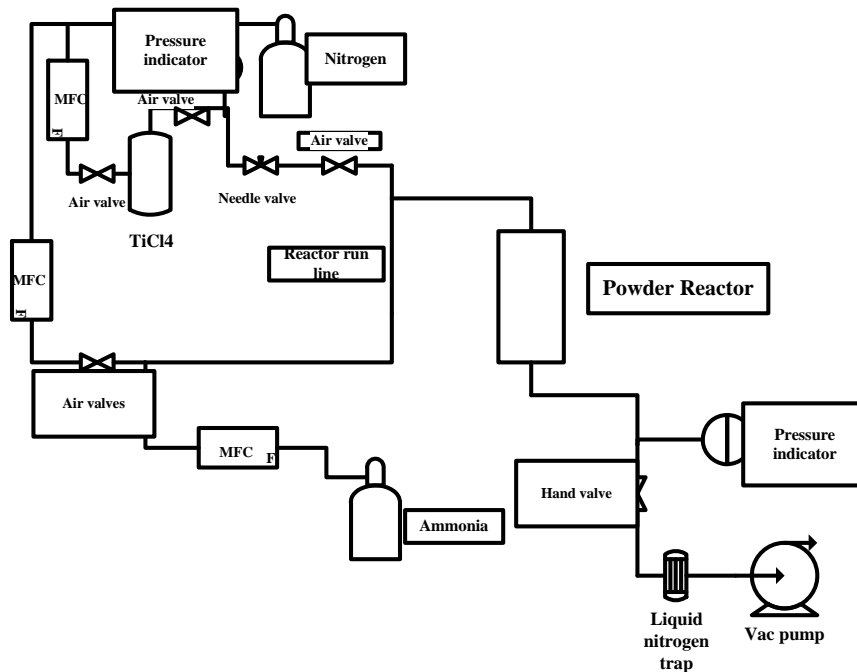 Pressure
indicator
Nitrogen
MFC
F
Air valve
Air valve
Air valve
Needle valve
TiCl4
Reactor run
line
MFC
F
Powder Reactor
Air valves
MFC
F
Pressure
indicator
Hand valve
Ammonia
Liquid
nitrogen
trap
Vac pump